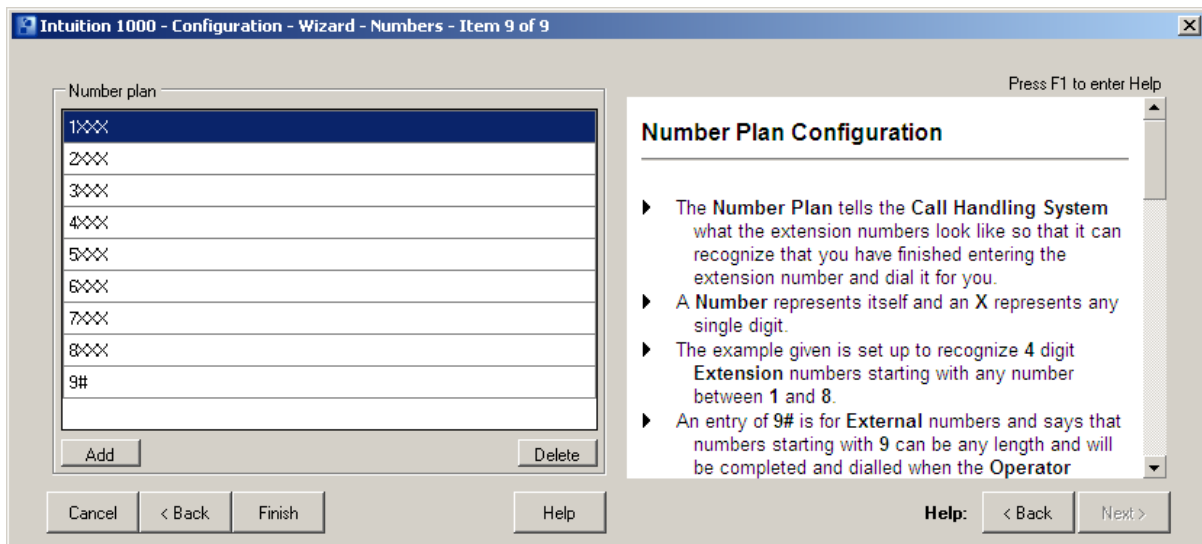 Intuition 1000 - Configuration - Wizard - Numbers - Item 9 of 9
Number plan
1XXX
2XXX
3XXX
4XXX
5XXX
6XXX
7XXX
8XXX
9#
Add
Delete
Cancel
< Back
Finish
Help
Press F1 to enter Help
Number Plan Configuration
The Number Plan tells the Call Handling System
what the extension numbers look like so that it can
recognize that you have finished entering the
extension number and dial it for you.
A Number represents itself and an X represents any
single digit.
The example given is set up to recognize 4 digit
Extension numbers starting with any number
between 1 and 8.
An entry of 9# is for External numbers and says that
numbers starting with 9 can be any length and will
be completed and dialled when the Operator
Help:
< Back
Next >